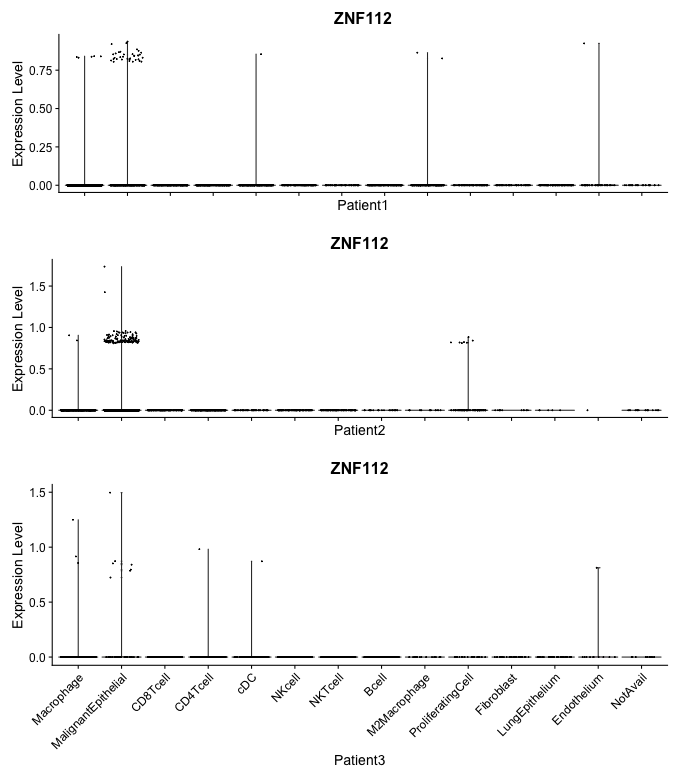 ZNF112
Expression Level
0.75
0.50
0.25
0.00
Patient1
ZNF112
Expression Level
1.5
1.0
0.5
0.0
Patient2
ZNF112
Expression Level
1.5
1.0
0.5
0.0
Macrophage
MalignantEpithelial
CD8Tcell
CD4Tcell
cDC
NKcell
NKTcell
Bcell
M2Macrophage
ProliferatingCell
Fibroblast
LungEpithelium
Endothelium
NotAvail
Patient3